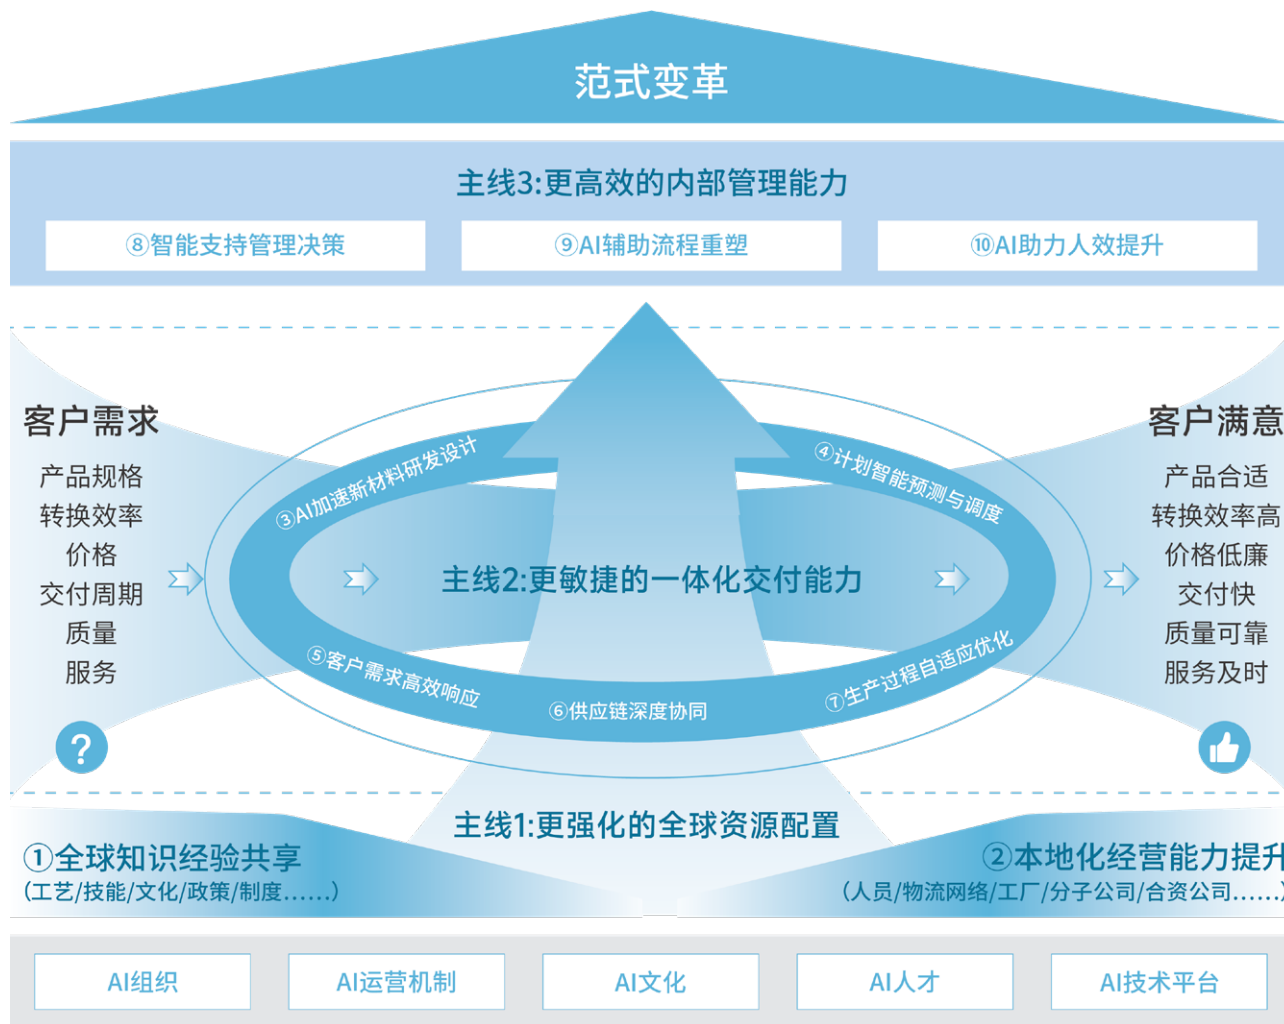 范式变革
主线3:更高效的内部管理能力
⑧智能支持管理决策
⑨AI辅助流程重塑
⑩AI助力人效提升
客户需求
产品规格
转换效率
价格
交付周期
质量
服务
③AI加速新材料研发设计
④计划智能预测与调度
主线2:更敏捷的一体化交付能力
⑤客户需求高效响应
⑥供应链深度协同
⑦生产过程自适应优化
客户满意
产品合适
转换效率高
价格低廉
交付快
质量可靠
服务及时
?
主线1:更强化的全球资源配置
①全球知识经验共享
（工艺/技能/文化/政策/制度……）
②本地化经营能力提升
（人员/物流网络/工厂/分子公司/合资公司……）
AI组织
AI运营机制
AI文化
AI人才
AI技术平台